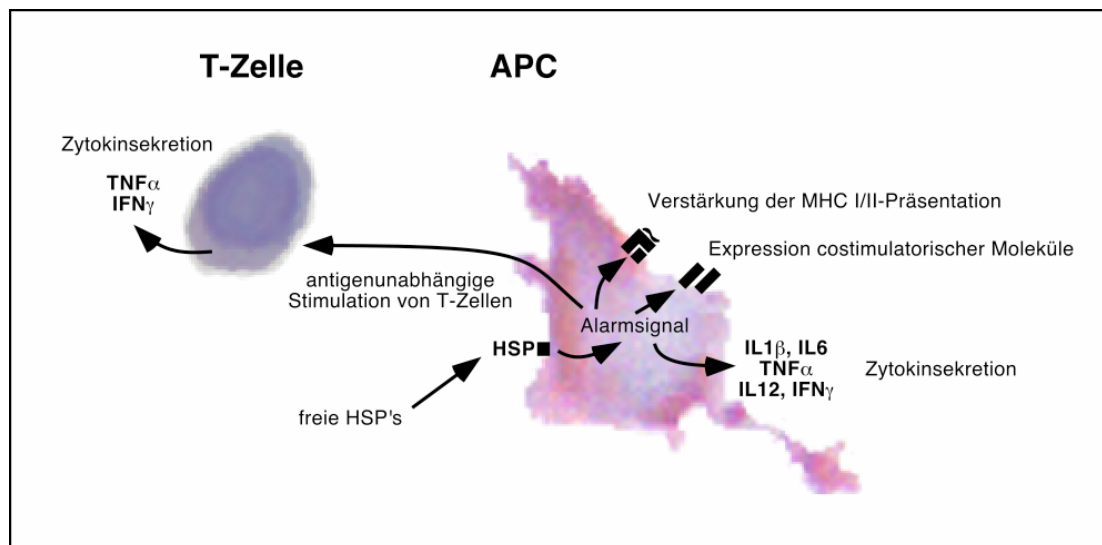 T-Zelle
APC
Zytokinsekretion
TNFα
IFNγ
Verstärkung der MHC I/II-Präsentation
Expression costimulatorischer Moleküle
antigenunabhängige
Stimulation von T-Zellen
Alarmsignal
HSP
IL1β, IL6
TNFα
IL12, IFNγ
Zytokinsekretion
freie HSP's